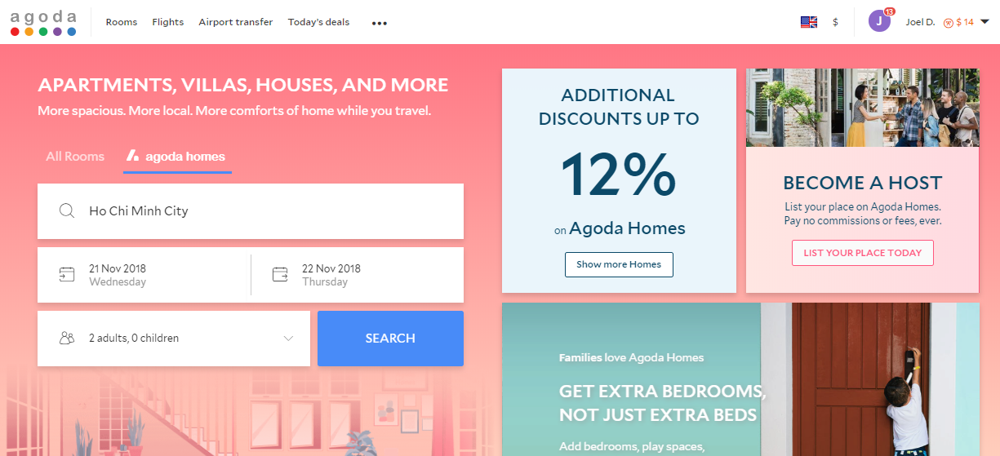 agoda
Rooms
Flights
Airport transfer
Today's deals
•••
$
J
13
Joel D.
$ 14
APARTMENTS, VILLAS, HOUSES, AND MORE
More spacious. More local. More comforts of home while you travel.
All Rooms
agoda homes
Ho Chi Minh City
21 Nov 2018
Wednesday
22 Nov 2018
Thursday
2 adults, 0 children
SEARCH
ADDITIONAL
DISCOUNTS UP TO
12%
on Agoda Homes
Show more Homes
BECOME A HOST
List your place on Agoda Homes.
Pay no commissions or fees, ever.
LIST YOUR PLACE TODAY
Families love Agoda Homes
GET EXTRA BEDROOMS,
NOT JUST EXTRA BEDS
Add bedrooms, play spaces,